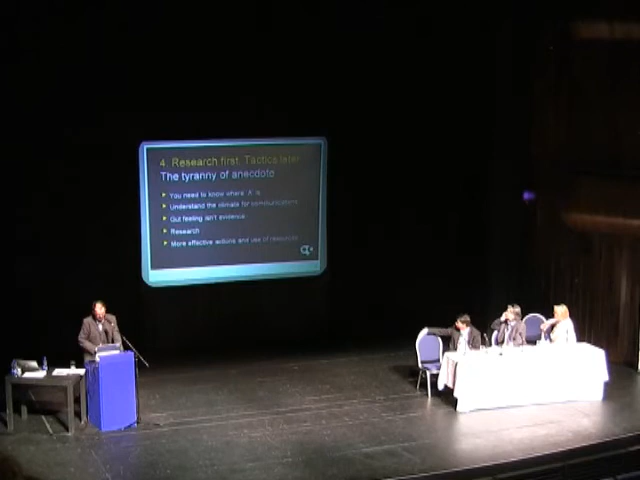 4. Research first, Tactics later
The tyranny of anecdote
You need to know where 'A' is
Understand the climate for communications
Gut feeling isn't evidence
Research
More effective actions and use of resources